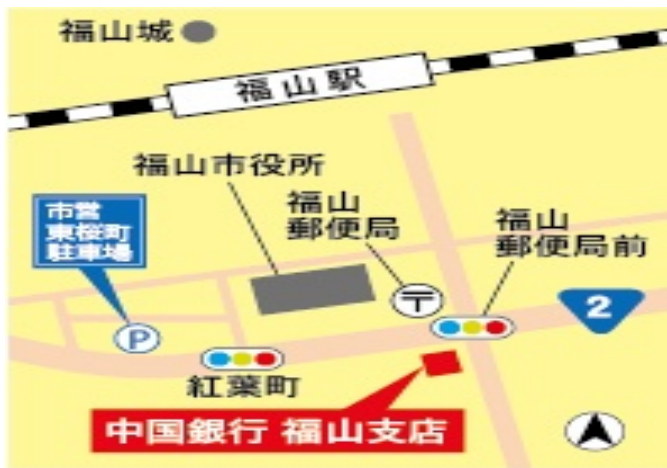 福山城
福山駅
福山市役所
市営
東桜町
駐車場
福山
郵便局
福山
郵便局前
2
〒
P
紅葉町
中国銀行 福山支店